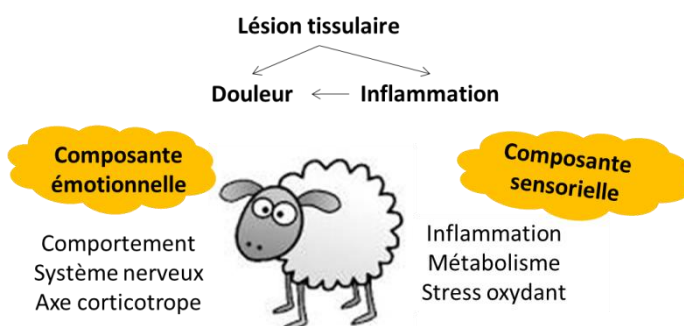 Lésion tissulaire
Douleur Inflammation
Composante
émotionnelle
Composante
sensorielle
Comportement
Système nerveux
Axe corticotrope
Inflammation
Métabolisme
Stress oxydant